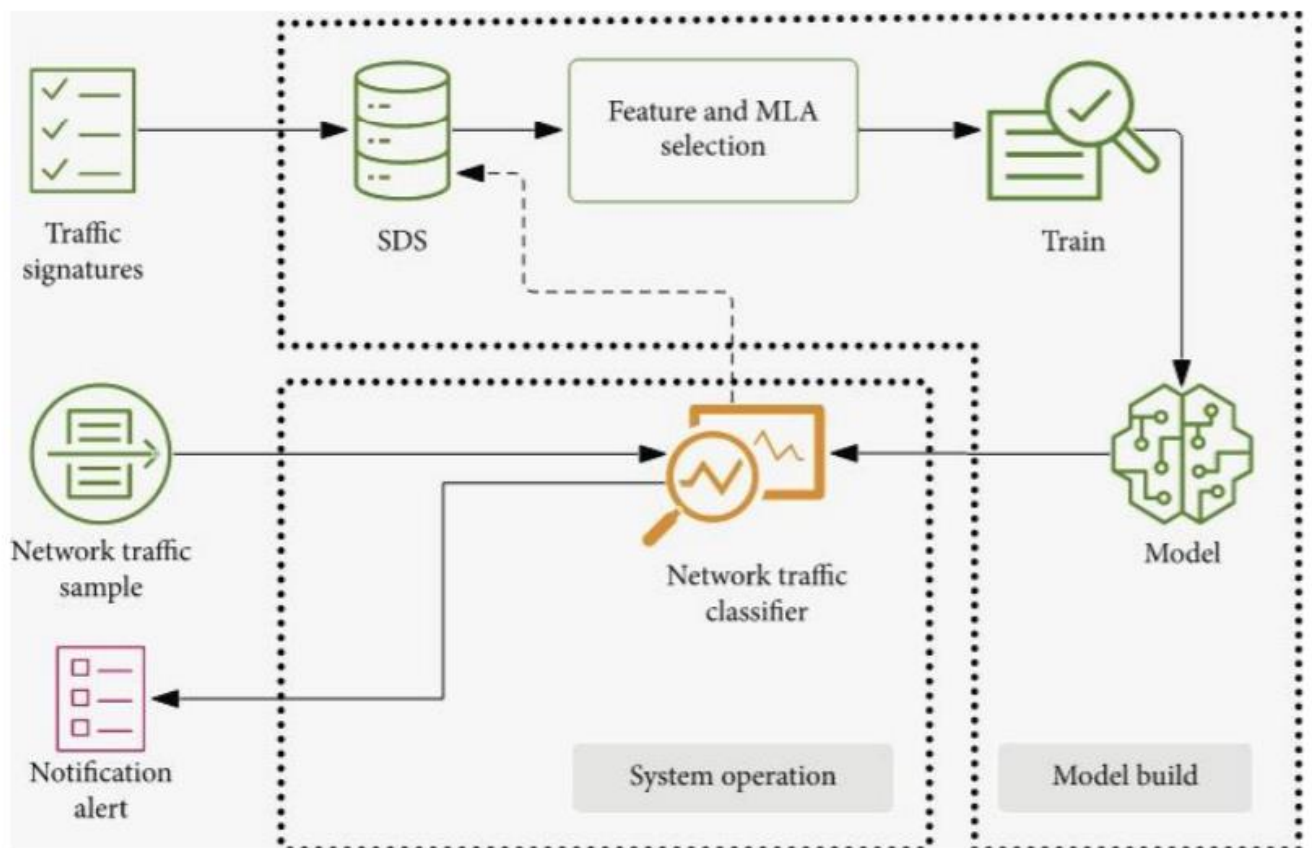 Feature and MLA
selection
Traffic
signatures
SDS
Train
Network traffic
sample
Network traffic
classifier
Model
Notification
alert
System operation
Model build